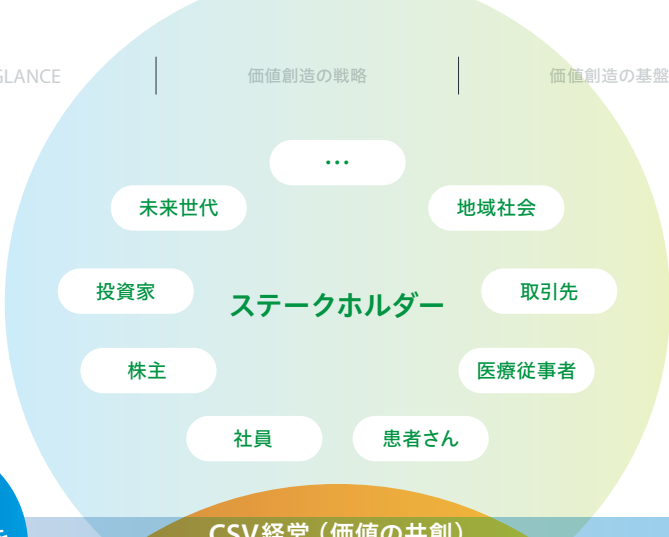 GLANCE
価値創造の戦略
価値創造の基盤
…
未来世代
地域社会
投資家
ステークホルダー
取引先
株主
医療従事者
社員
患者さん
CSV経営（価値の共創）